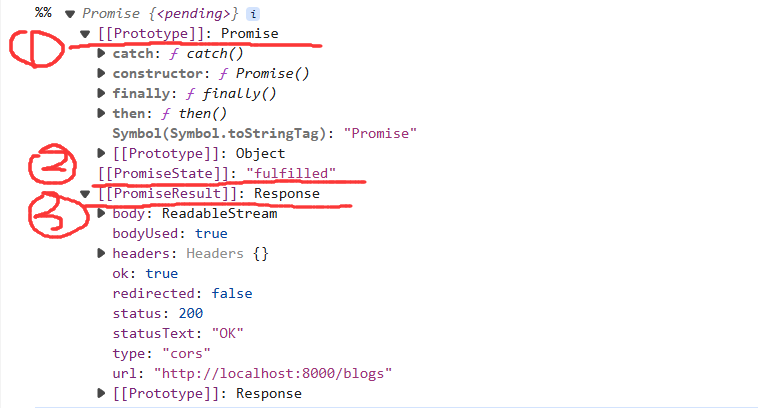 %% Promise {<pending>} i
[[Prototype]]: Promise
1
catch: ƒ catch()
constructor: ƒ Promise()
finally: ƒ finally()
then: ƒ then()
Symbol(Symbol.toStringTag): "Promise"
[[Prototype]]: Object
2
[[PromiseState]]: "fulfilled"
[[PromiseResult]]: Response
3
body: ReadableStream
bodyUsed: true
headers: Headers {}
ok: true
redirected: false
status: 200
statusText: "OK"
type: "cors"
url: "http://localhost:8000/blogs"
[[Prototype]]: Response